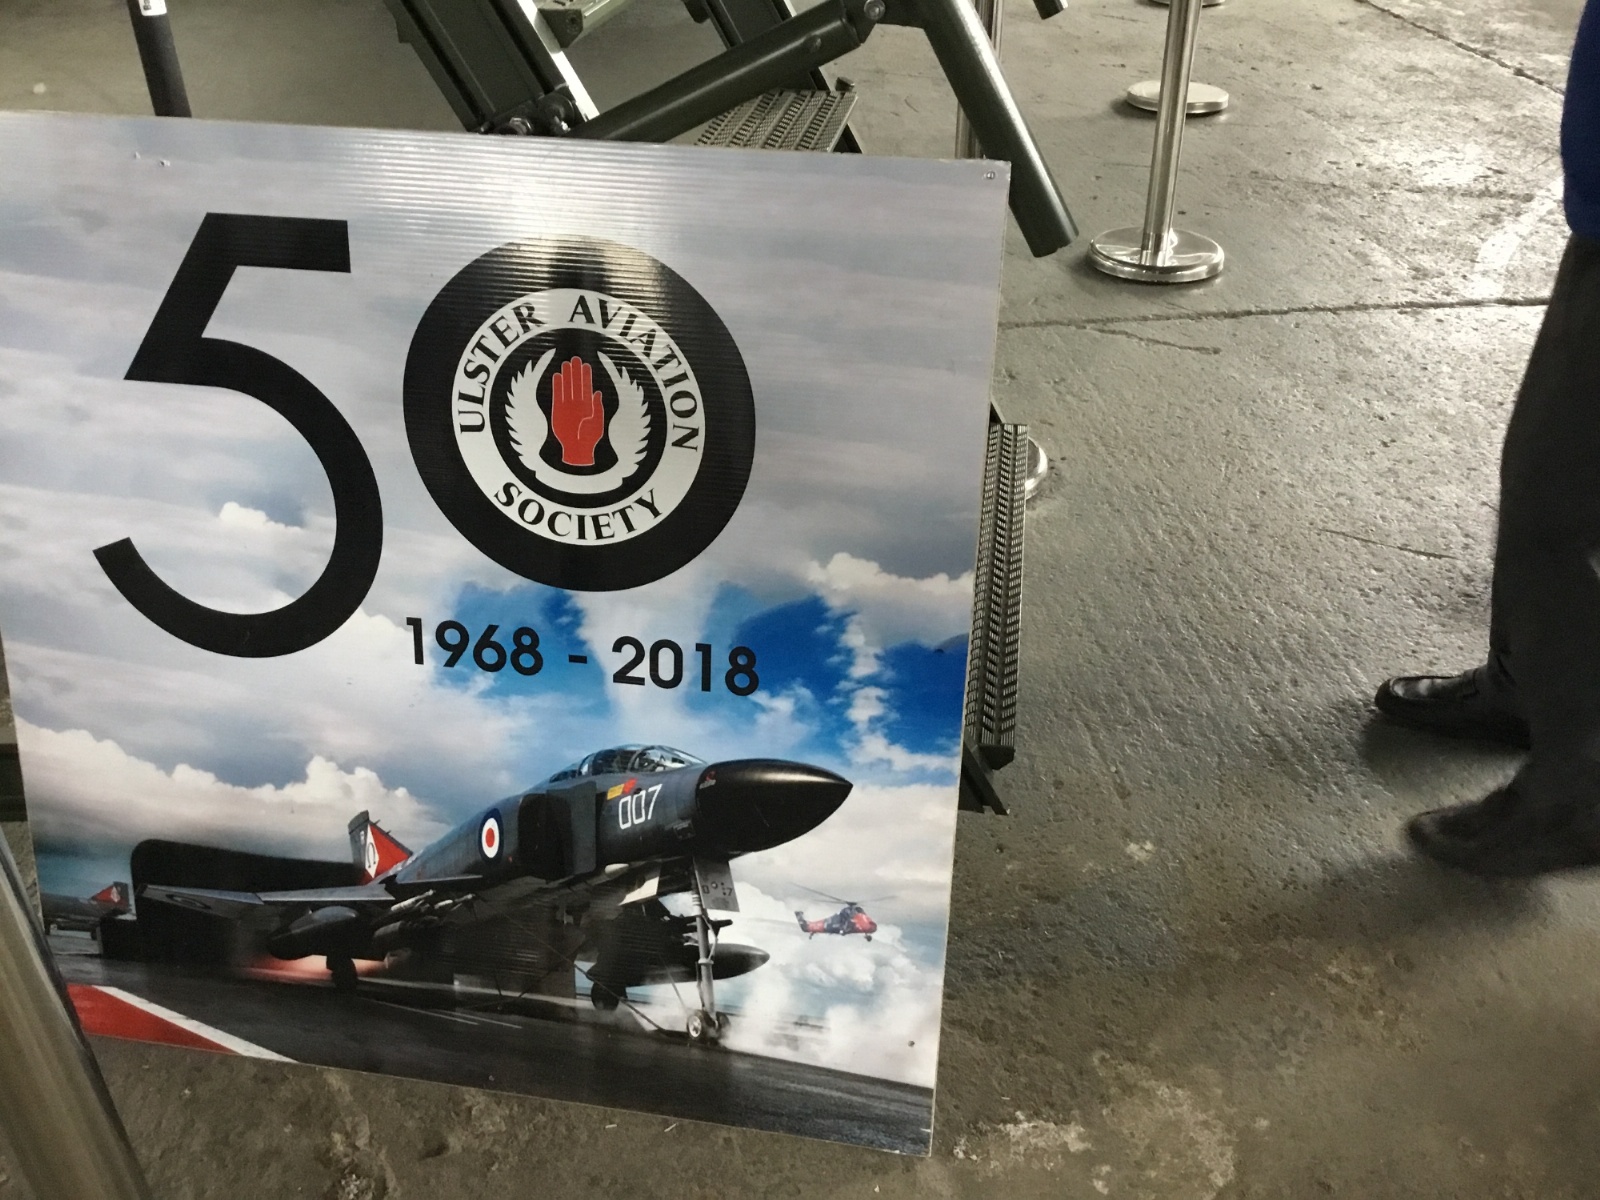 50
ULSTER AVIATION
SOCIETY
1968 - 2018
007
Ω